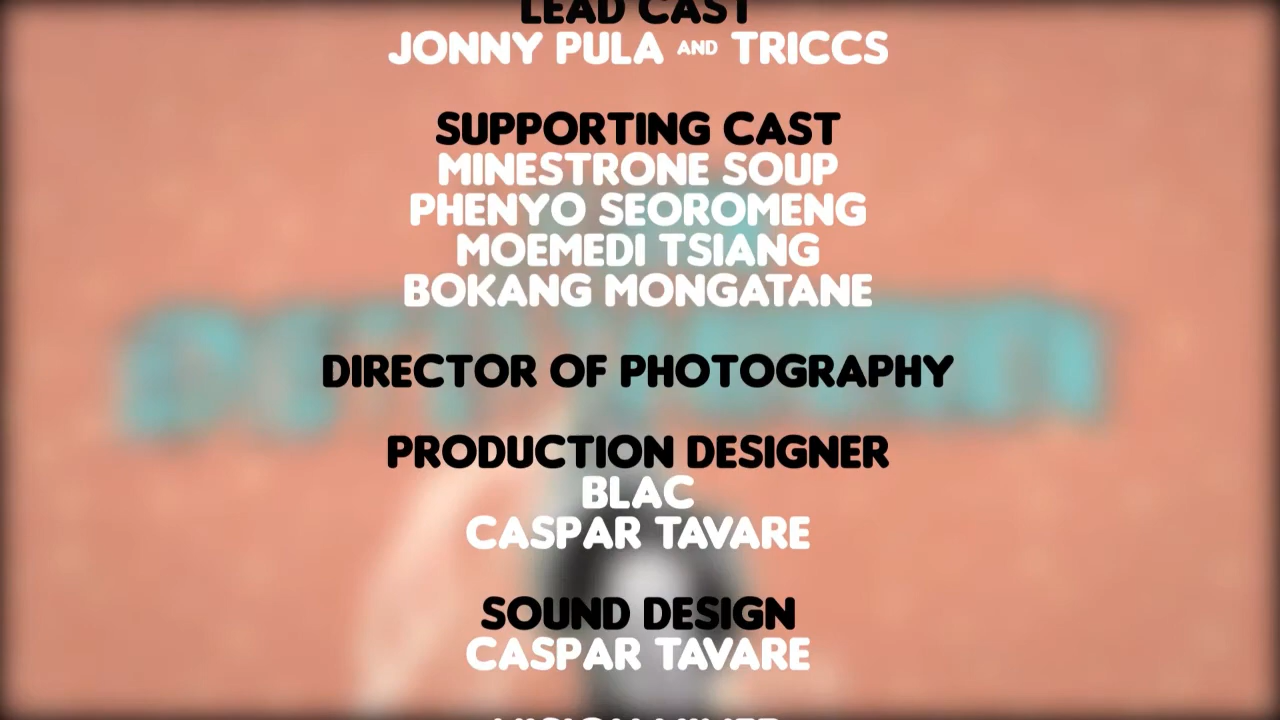 LEAD CAST
JONNY PULA AND TRICCS
SUPPORTING CAST
MINESTRONE SOUP
PHENYO SEOROMENG
MOEMEDI TSIANG
BOKANG MONGATANE
DIRECTOR OF PHOTOGRAPHY
PRODUCTION DESIGNER
BLAC
CASPAR TAVARE
SOUND DESIGN
CASPAR TAVARE